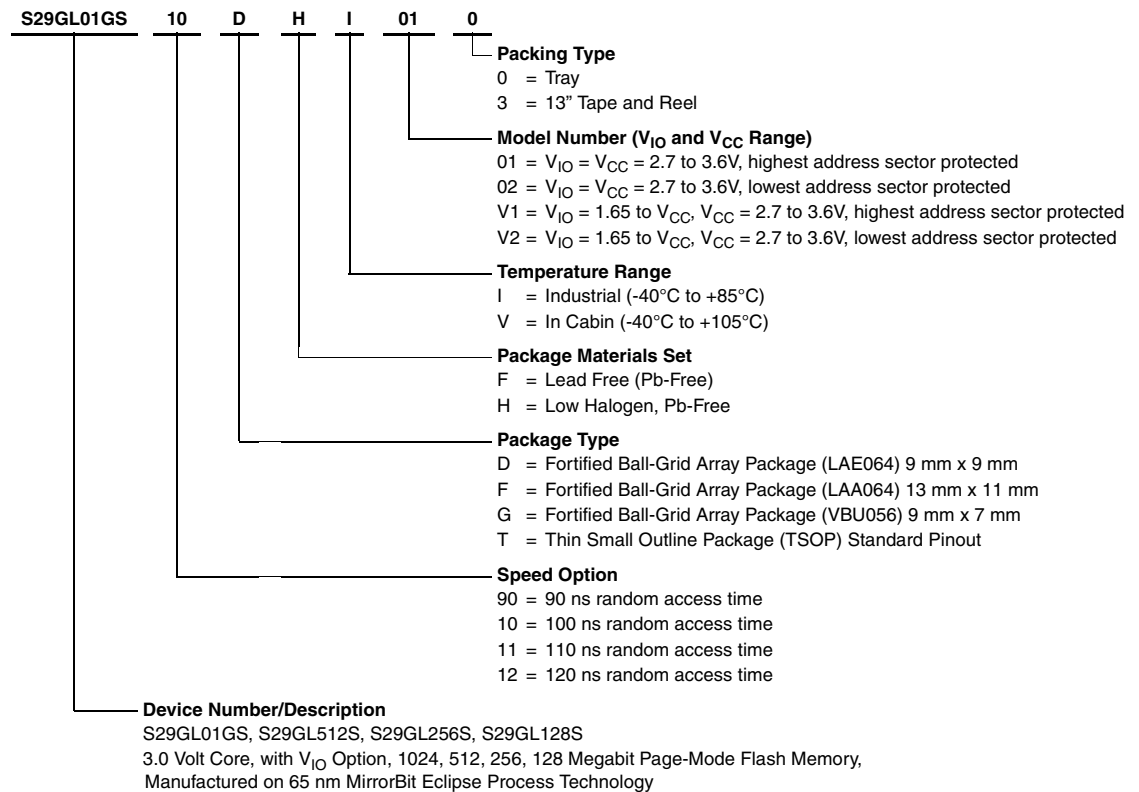 S29GL01GS 10 D H I 01 0
Packing Type
0 = Tray
3 = 13" Tape and Reel
Model Number (VIO and VCC Range)
01 = VIO = VCC = 2.7 to 3.6V, highest address sector protected
02 = VIO = VCC = 2.7 to 3.6V, lowest address sector protected
V1 = VIO = 1.65 to VCC, VCC = 2.7 to 3.6V, highest address sector protected
V2 = VIO = 1.65 to VCC, VCC = 2.7 to 3.6V, lowest address sector protected
Temperature Range
I = Industrial (-40°C to +85°C)
V = In Cabin (-40°C to +105°C)
Package Materials Set
F = Lead Free (Pb-Free)
H = Low Halogen, Pb-Free
Package Type
D = Fortified Ball-Grid Array Package (LAE064) 9 mm x 9 mm
F = Fortified Ball-Grid Array Package (LAA064) 13 mm x 11 mm
G = Fortified Ball-Grid Array Package (VBU056) 9 mm x 7 mm
T = Thin Small Outline Package (TSOP) Standard Pinout
Speed Option
90 = 90 ns random access time
10 = 100 ns random access time
11 = 110 ns random access time
12 = 120 ns random access time
Device Number/Description
S29GL01GS, S29GL512S, S29GL256S, S29GL128S
3.0 Volt Core, with VIO Option, 1024, 512, 256, 128 Megabit Page-Mode Flash Memory,
Manufactured on 65 nm MirrorBit Eclipse Process Technology